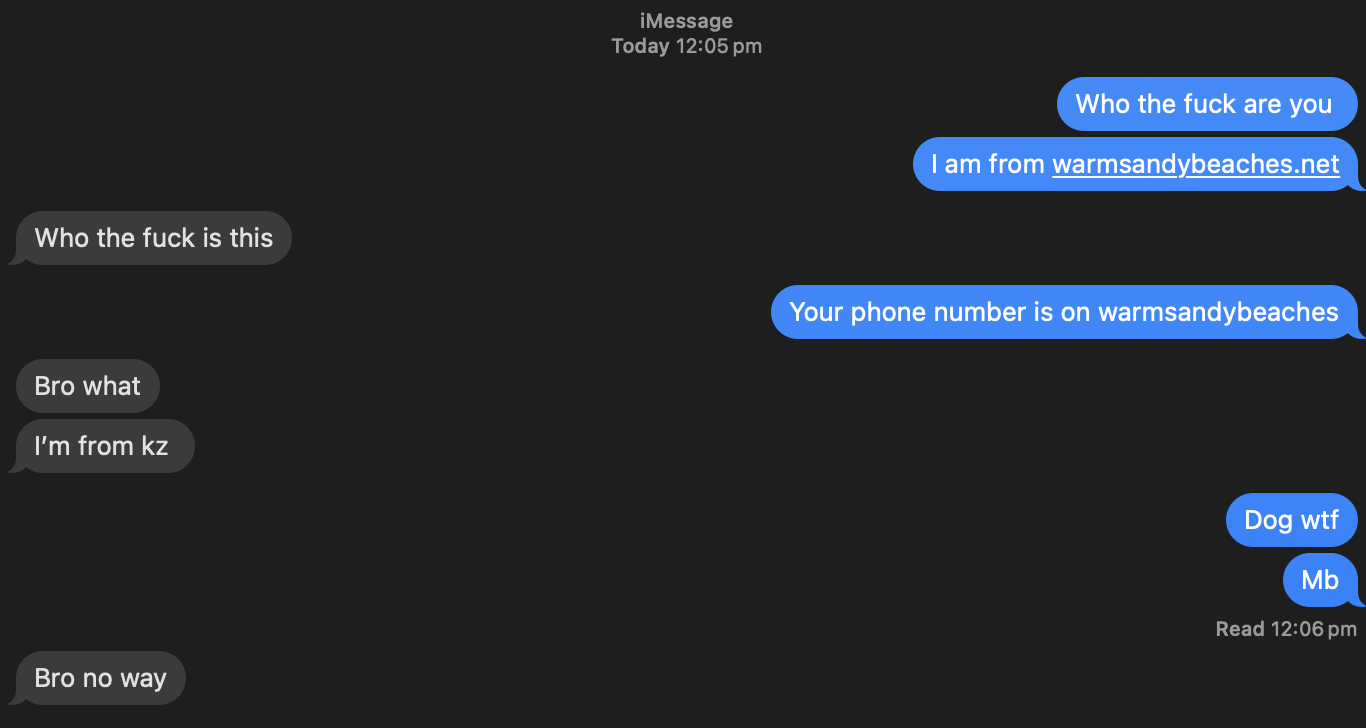 iMessage
Today 12:05 pm
Who the fuck are you
I am from warmsandybeaches.net
Who the fuck is this
Your phone number is on warmsandybeaches
Bro what
I’m from kz
Dog wtf
Mb
Read 12:06 pm
Bro no way